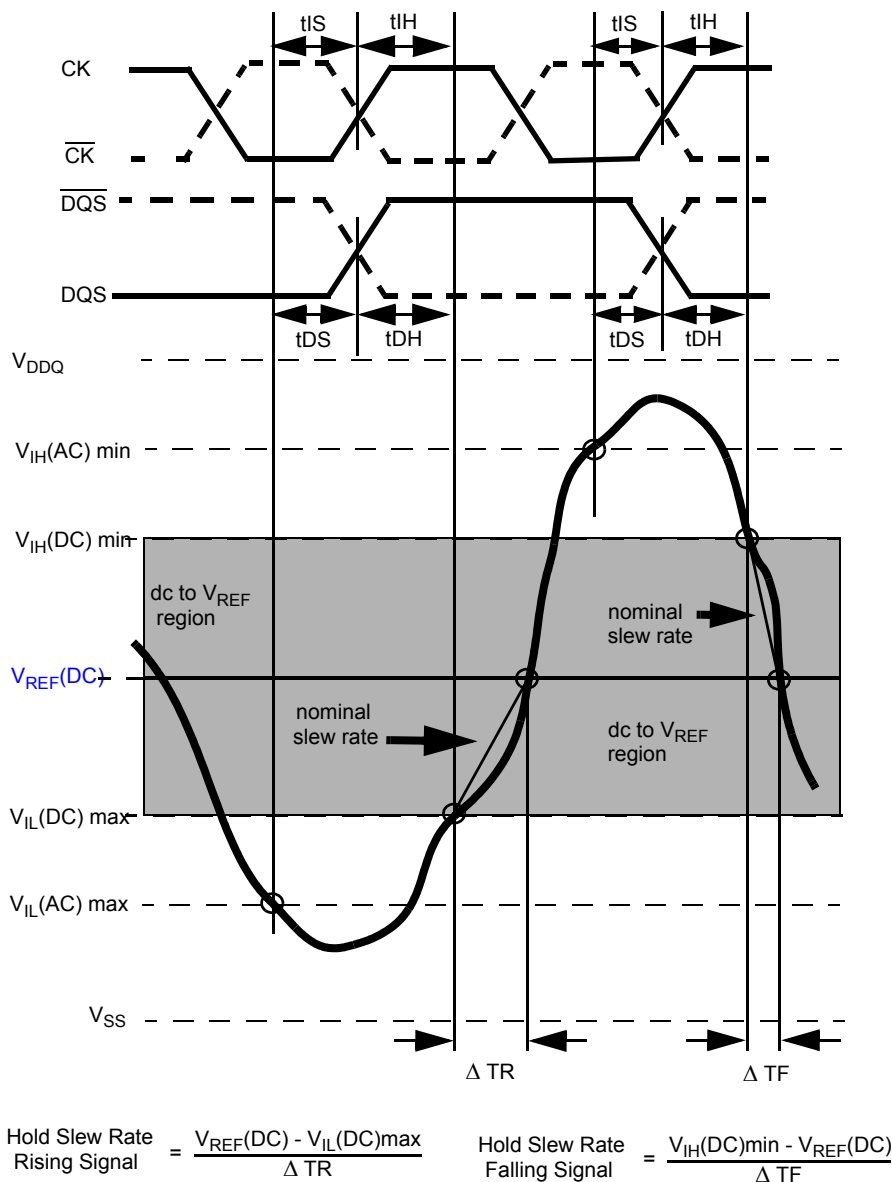 tIS tIH tIS tIH
CK
CK
DQS
DQS
tDS tDH tDS tDH
VDDQ
VIH(AC) min
VIH(DC) min
dc to VREF
region
nominal
slew rate
VREF(DC)
nominal
slew rate
dc to VREF
region
VIL(DC) max
VIL(AC) max
VSS
Δ TR Δ TF
Hold Slew Rate
Rising Signal
= VREF(DC) - VIL(DC)max
Δ TR
Hold Slew Rate
Falling Signal
= VIH(DC)min - VREF(DC)
Δ TF